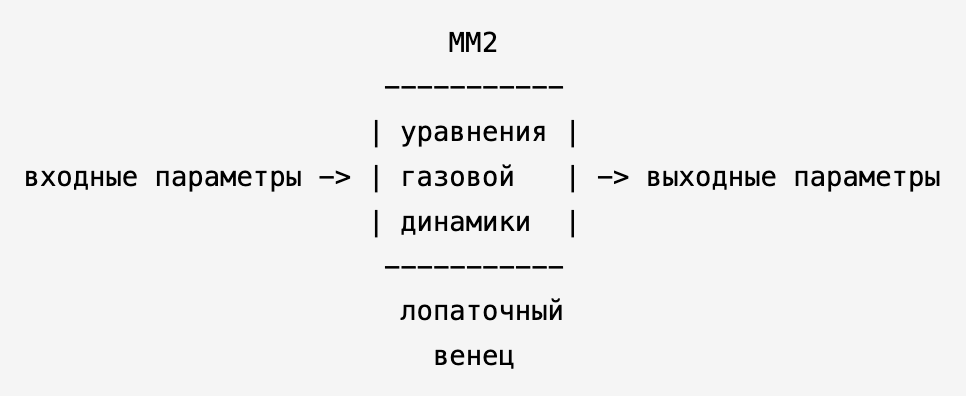 ММ2
-----------
| уравнения |
входные параметры -> | газовой | -> выходные параметры
| динамики |
-----------
лопаточный
венец